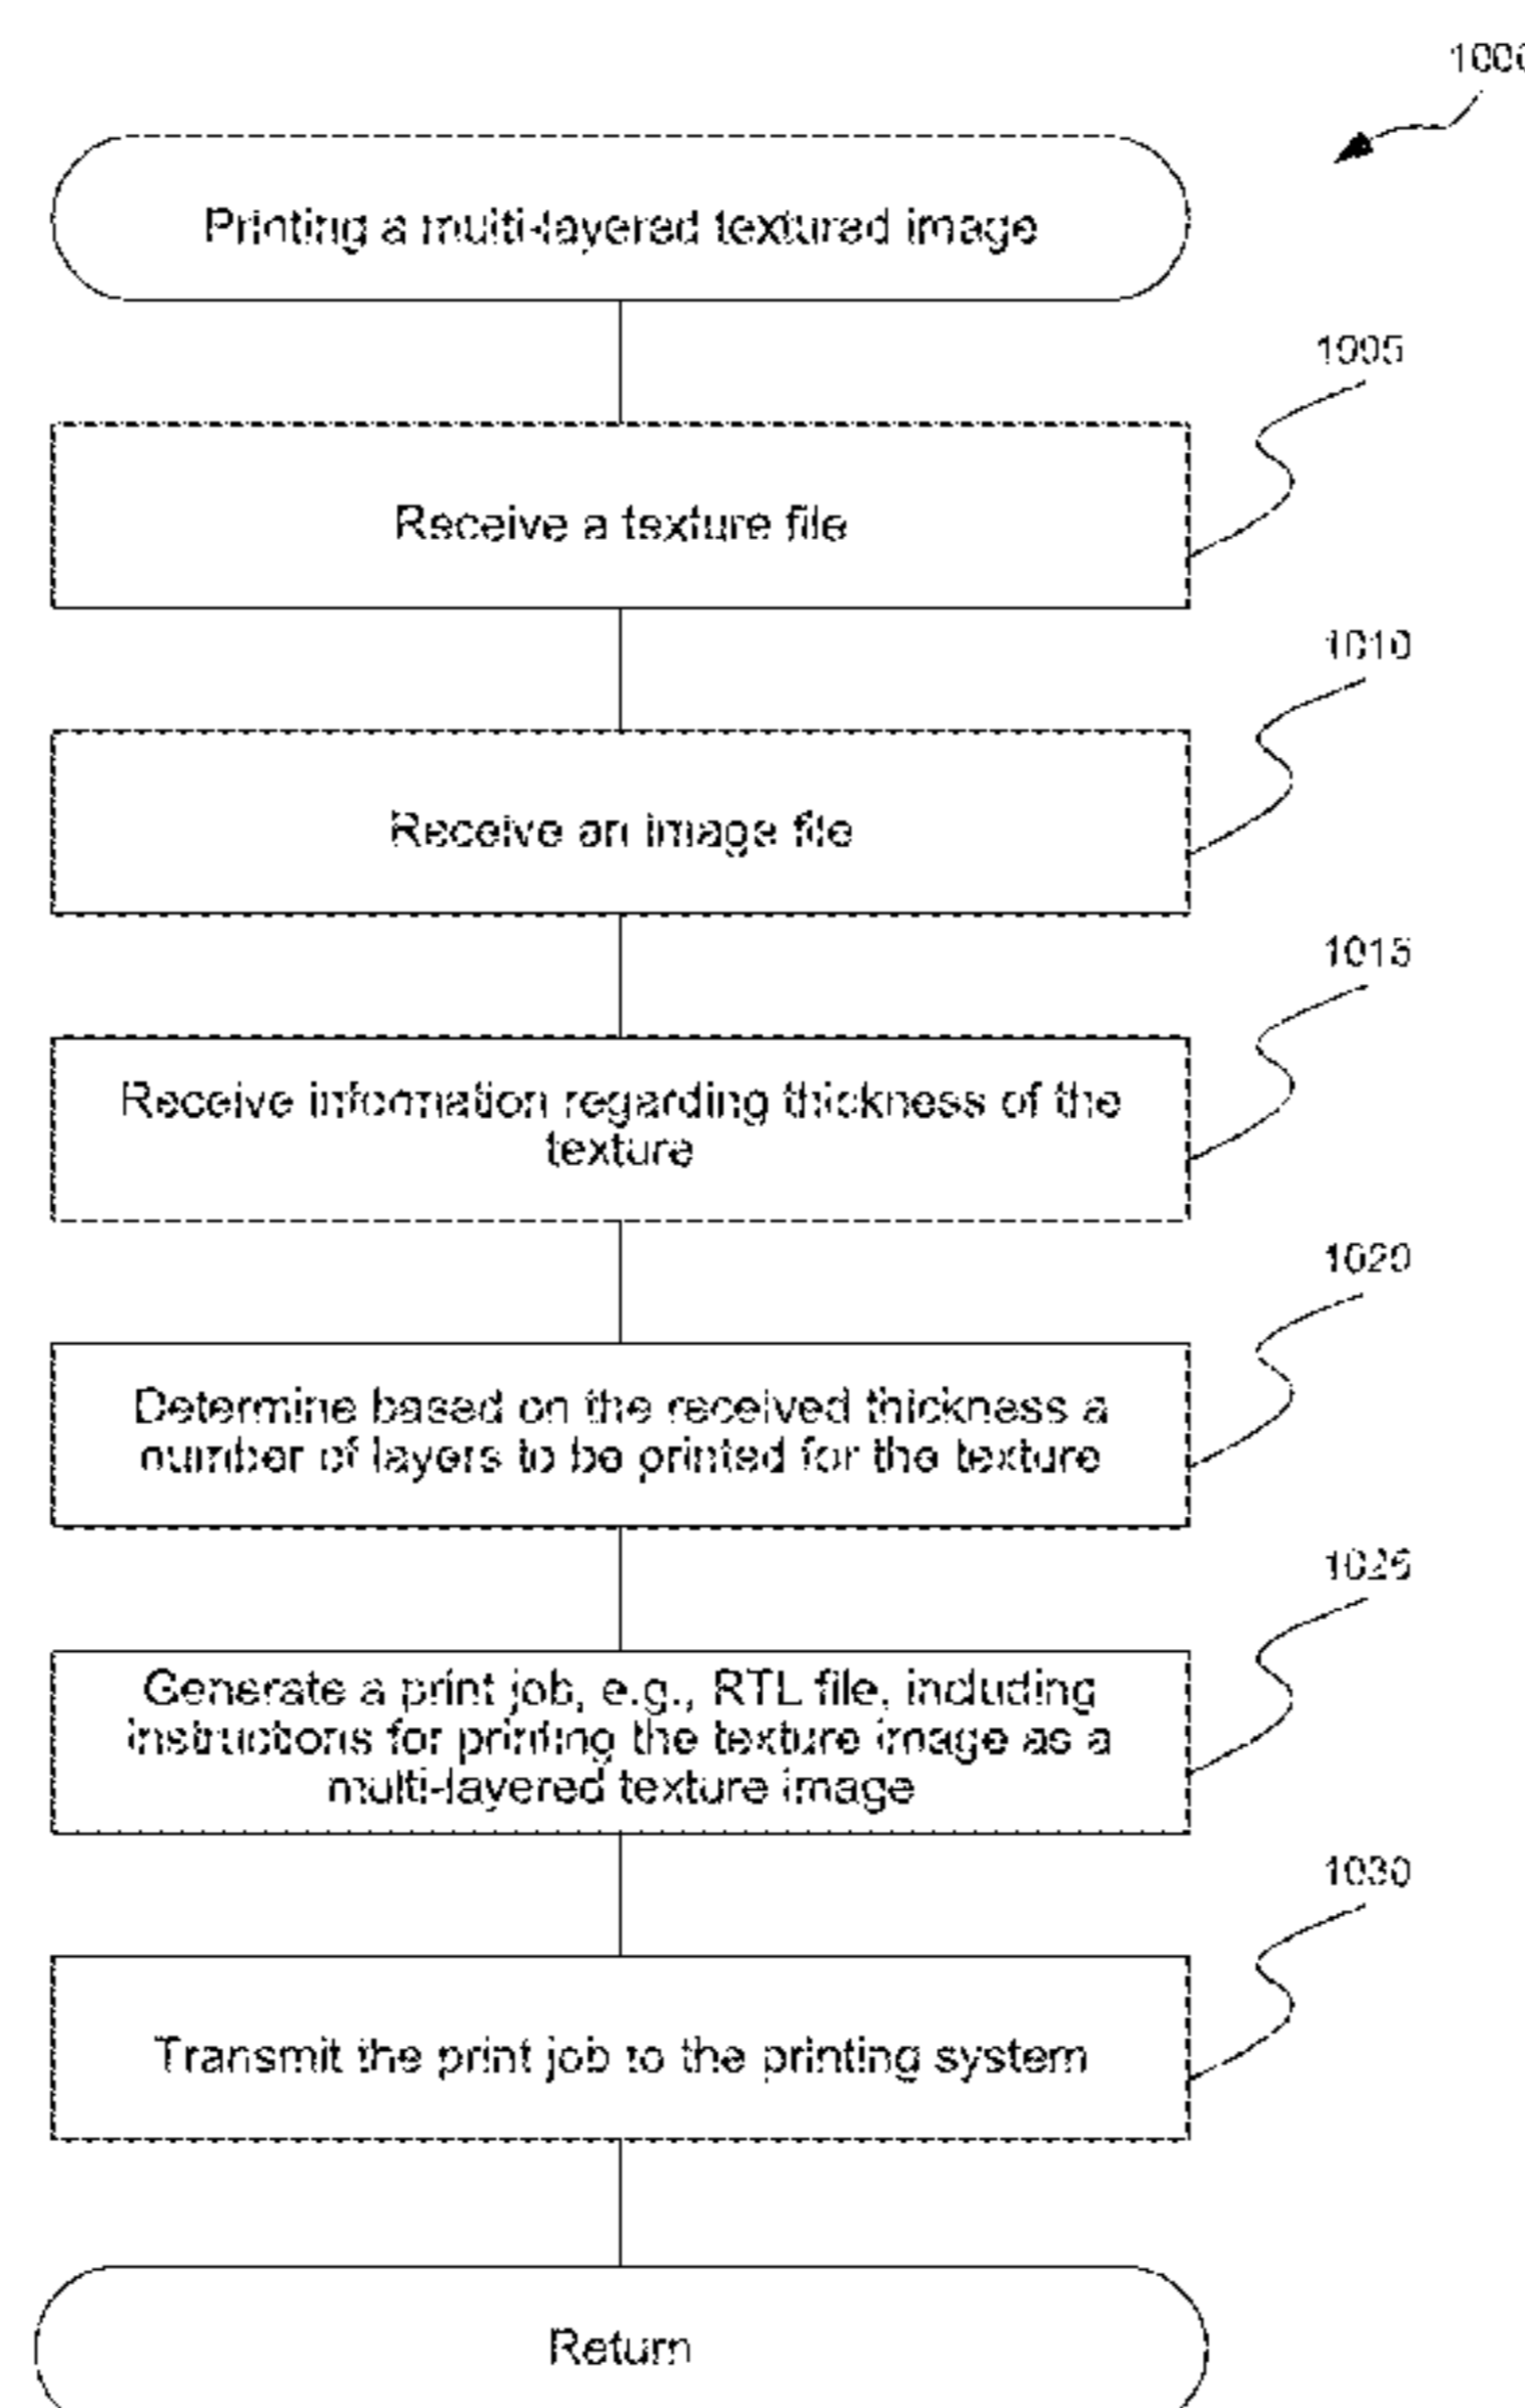 1000
Printing a multi-layered textured image
1005
Receive a texture file
1010
Receive an image file
1015
Receive information regarding thickness of the
texture
1020
Determine based on the received thickness a
number of layers to be printed for the texture
1025
Generate a print job, e.g., RTL file, including
instructions for printing the texture image as a
multi-layered texture image
1030
Transmit the print job to the printing system
Return